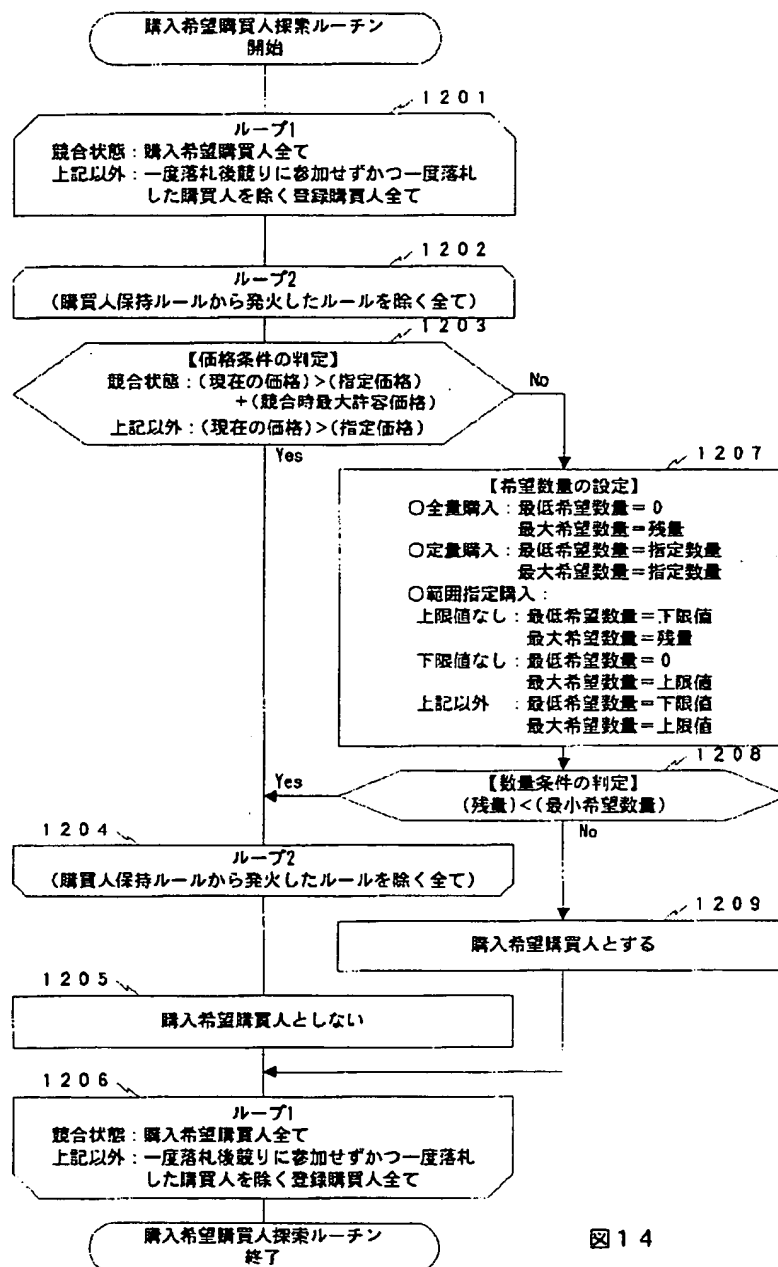 購入希望購買人探索ルーチン
開始
1201
ループ1
競合状態：購入希望購買人全て
上記以外：一度落札後競りに参加せずかつ一度落札
した購買人を除く登録購買人全て
1202
ループ2
(購買人保持ルールから発火したルールを除く全て)
1203
【価格条件の判定】
競合状態：(現在の価格)>(指定価格)
+(競合時最大許容価格)
上記以外：(現在の価格)>(指定価格)
No
Yes
1207
【希望数量の設定】
○全量購入：最低希望数量＝0
最大希望数量＝残量
○定量購入：最低希望数量＝指定数量
最大希望数量＝指定数量
○範囲指定購入：
上限値なし：最低希望数量＝下限値
最大希望数量＝残量
下限値なし：最低希望数量＝0
最大希望数量＝上限値
上記以外　：最低希望数量＝下限値
最大希望数量＝上限値
1208
【数量条件の判定】
(残量)<(最小希望数量)
Yes
No
1204
ループ2
(購買人保持ルールから発火したルールを除く全て)
1209
購入希望購買人とする
1205
購入希望購買人としない
1206
ループ1
競合状態：購入希望購買人全て
上記以外：一度落札後競りに参加せずかつ一度落札
した購買人を除く登録購買人全て
購入希望購買人探索ルーチン
終了
図14